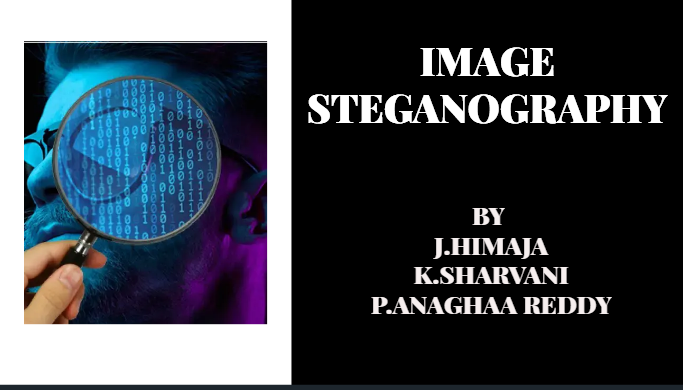 IMAGE
STEGANOGRAPHY
BY
J.HIMAJA
K.SHARVANI
P.ANAGHAA REDDY